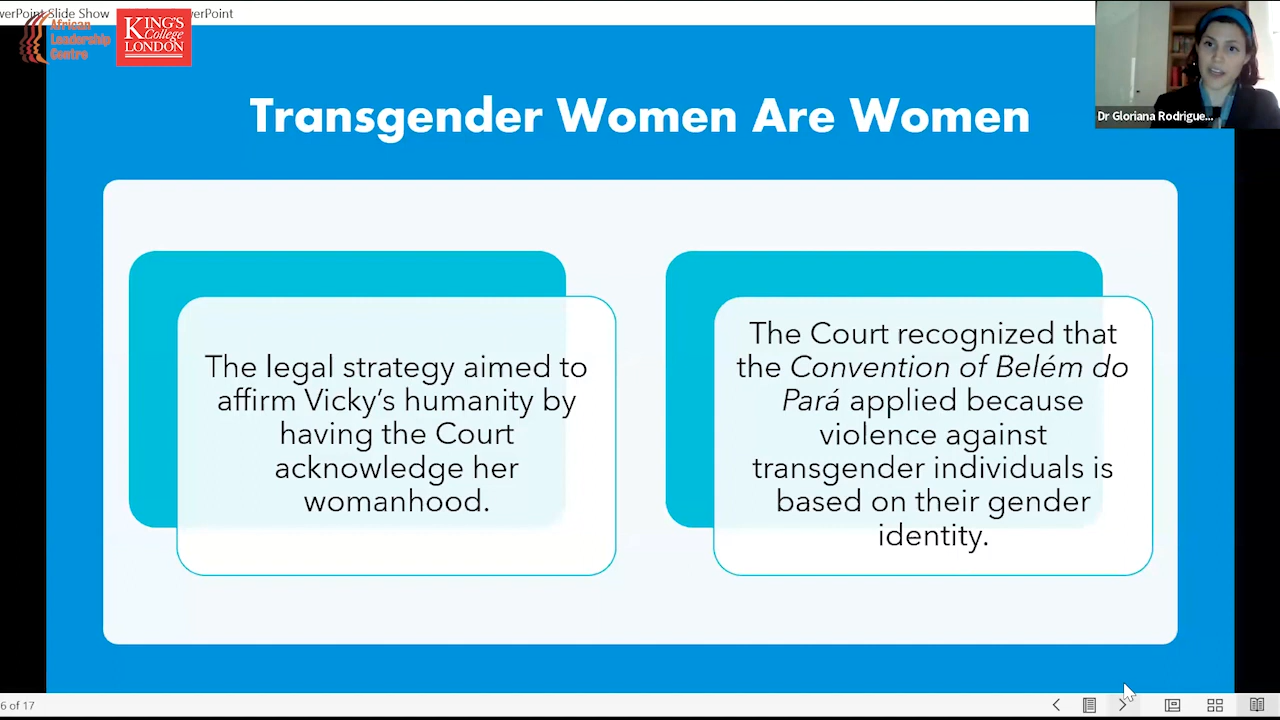 werPoint Slide Show
werPoint
African
Leadership
Centre
KING'S
College
LONDON
Dr Gloriana Rodrigue...
Transgender Women Are Women
The legal strategy aimed to
affirm Vicky's humanity by
having the Court
acknowledge her
womanhood.
The Court recognized that
the Convention of Belém do
Pará applied because
violence against
transgender individuals is
based on their gender
identity.
6 of 17